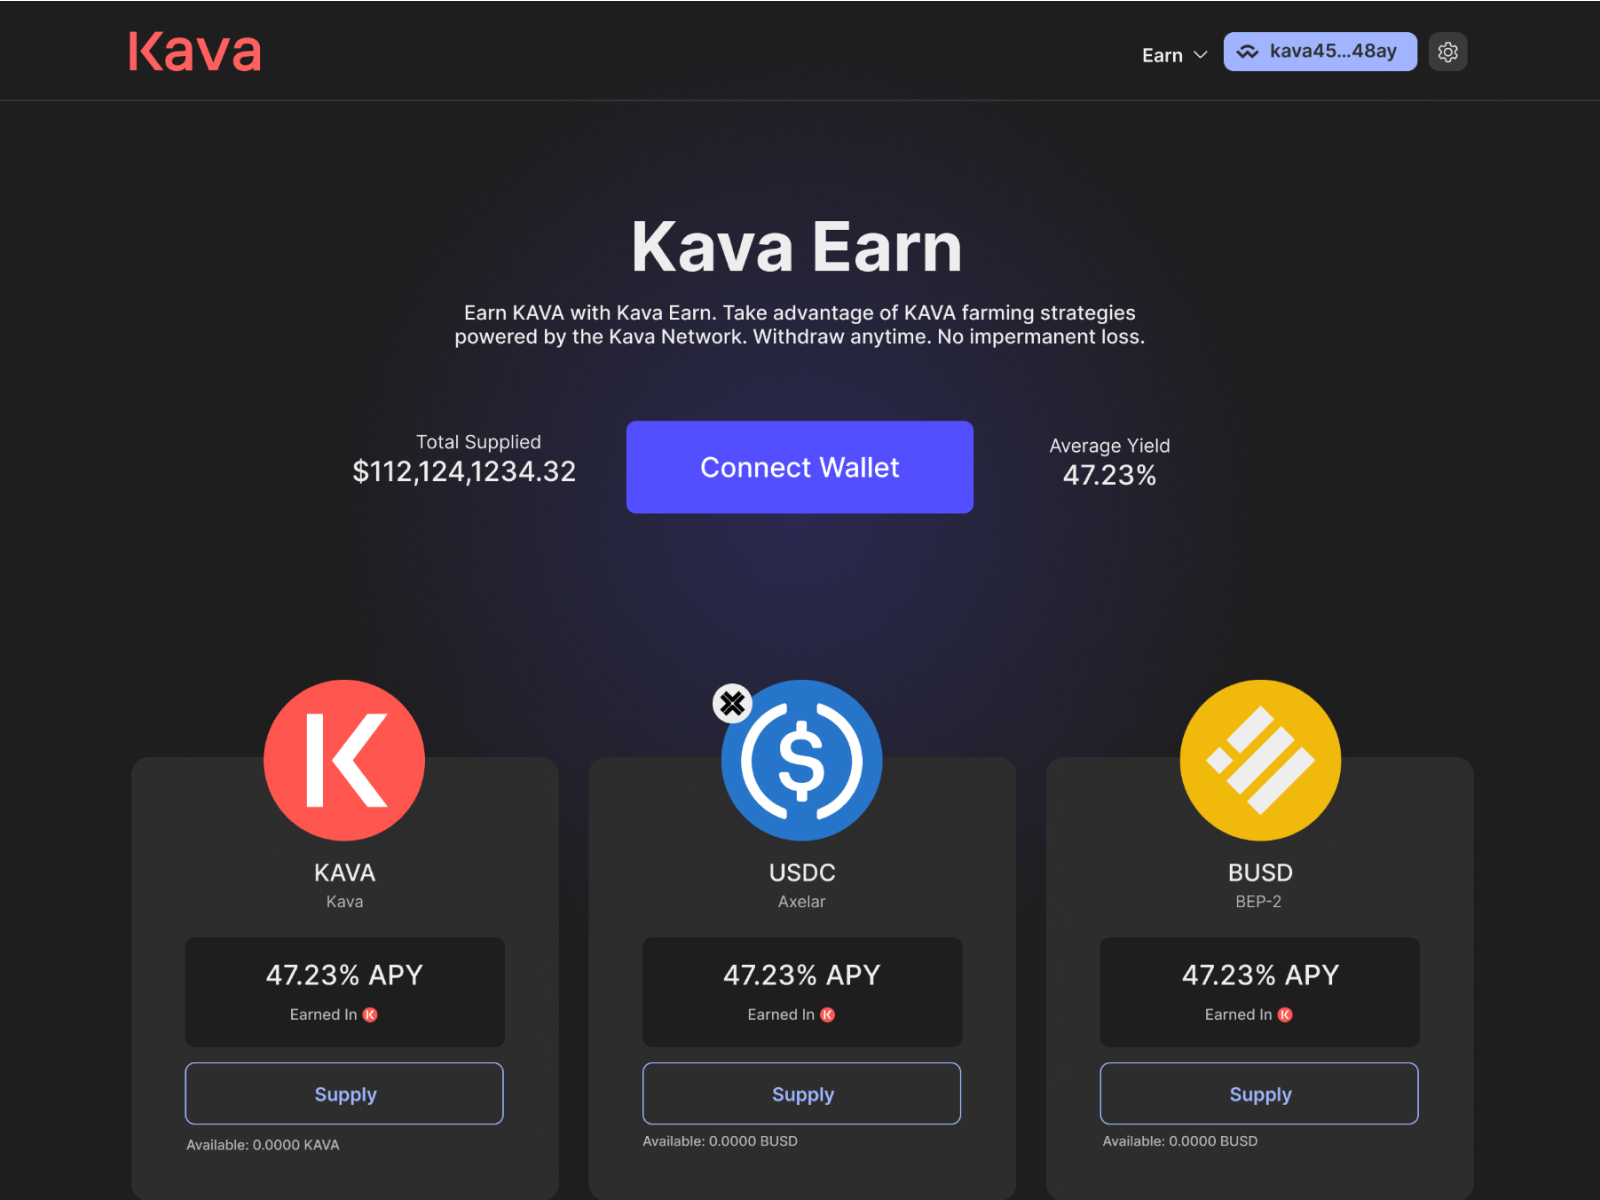 Kava
Earn
kava45...48ay
Kava Earn
Earn KAVA with Kava Earn. Take advantage of KAVA farming strategies
powered by the Kava Network. Withdraw anytime. No impermanent loss.
Total Supplied
$112,124,1234.32
Connect Wallet
Average Yield
47.23%
KAVA
Kava
47.23% APY
Earned In
Supply
Available: 0.0000 KAVA
USDC
Axelar
47.23% APY
Earned In
Supply
Available: 0.0000 BUSD
BUSD
BEP-2
47.23% APY
Earned In
Supply
Available: 0.0000 BUSD